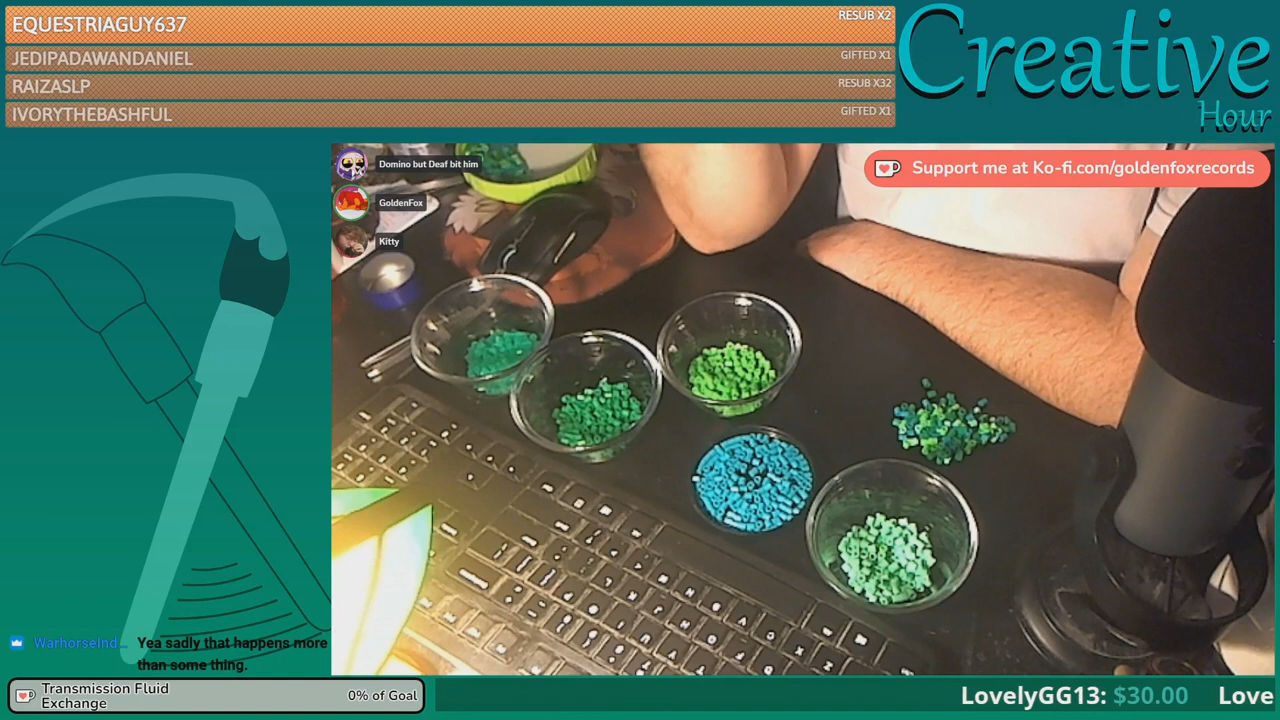 EQUESTRIAGUY637 RESUB X2
JEDIPADAWANDANIEL GIFTED X1
RAIZASLP RESUB X32
IVORYTHEBASHFUL GIFTED X1
Creative
Hour
Domino but Deaf bit him
GoldenFox
Kitty
Support me at Ko-fi.com/goldenfoxrecords
WarhorseInd… Yea sadly that happens more
than some thing.
Transmission Fluid
Exchange
0% of Goal
LovelyGG13: $30.00 Love